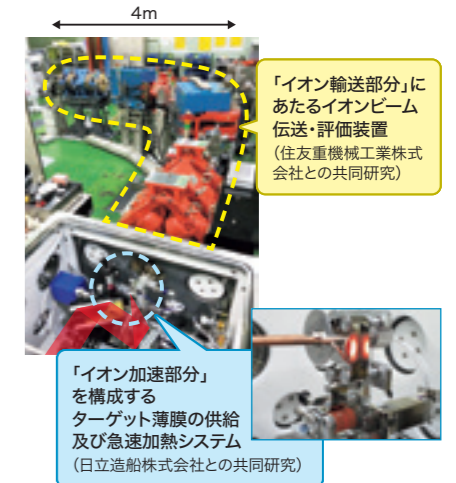 4m
「イオン輸送部分」に
あたるイオンビーム
伝送・評価装置
（住友重機械工業株式
会社との共同研究）
「イオン加速部分」
を構成する
ターゲット薄膜の供給
及び急速加熱システム
（日立造船株式会社との共同研究）